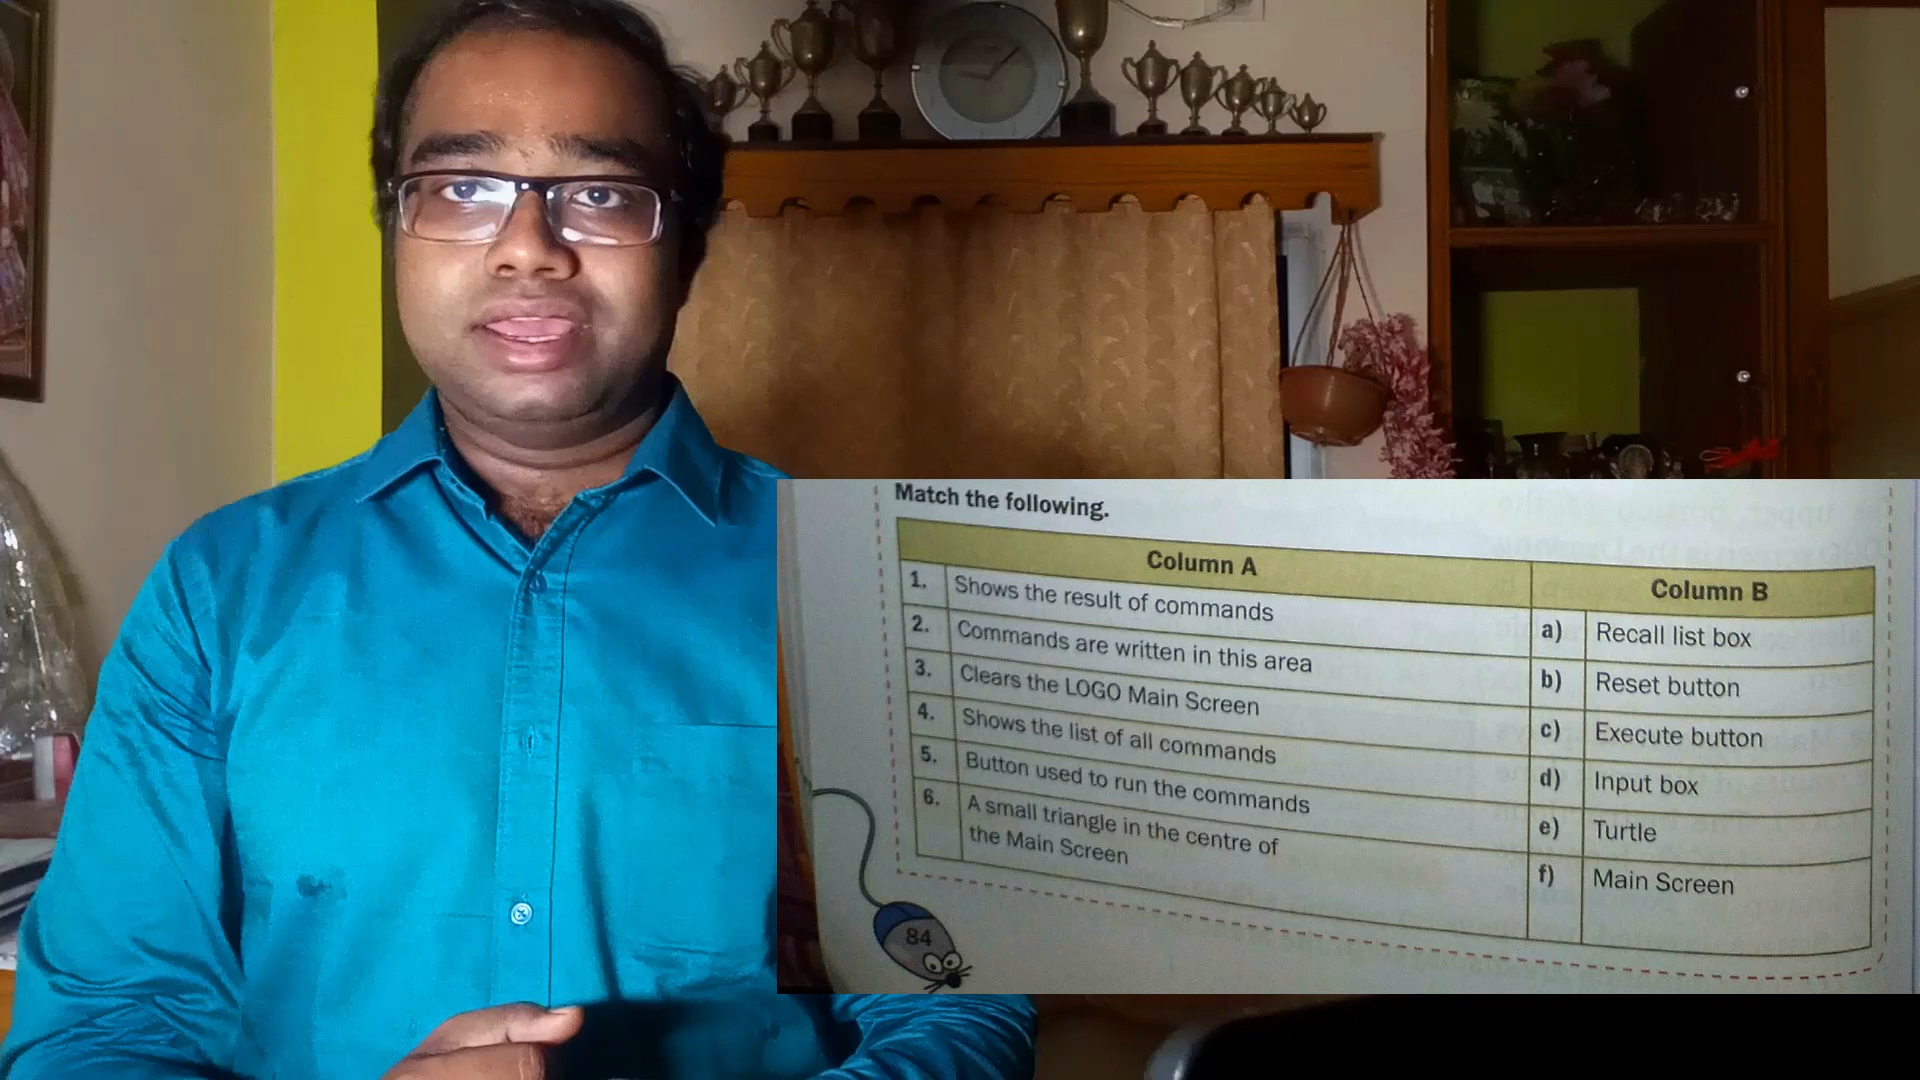 Match the following.
Column A
Column B
1. Shows the result of commands
a) Recall list box
2. Commands are written in this area
b) Reset button
3. Clears the LOGO Main Screen
c) Execute button
4. Shows the list of all commands
d) Input box
5. Button used to run the commands
e) Turtle
6. A small triangle in the centre of
the Main Screen
f) Main Screen
84